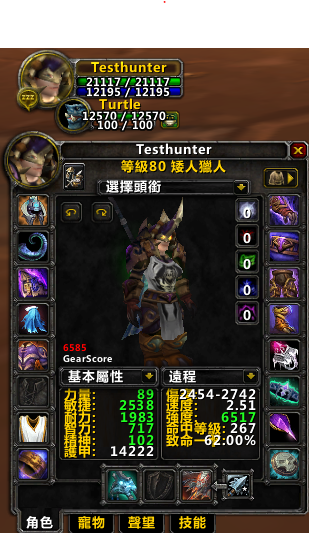 Testhunter
21117 / 21117
12195 / 12195
zzz
Turtle
12570 / 12570
100 / 100
Testhunter
等級80 矮人獵人
選擇頭銜
0
0
0
0
0
6585
GearScore
基本屬性
遠程
力量: 89
敏捷: 2538
耐力: 1983
智力: 717
精神: 102
護甲: 14222
傷 2454-2742
速度: 2.51
強度: 6517
命中等級: 267
致命一 62.00%
角色
寵物
聲望
技能